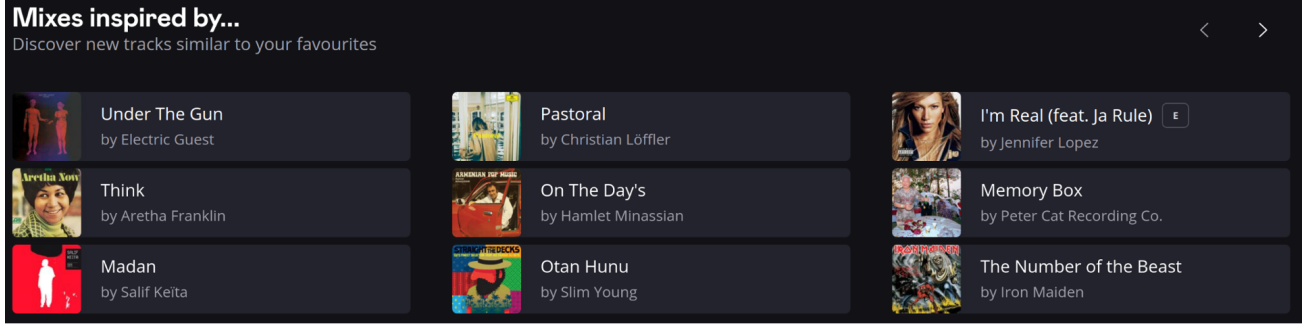 Mixes inspired by...
Discover new tracks similar to your favourites
Under The Gun
by Electric Guest
Pastoral
by Christian Löffler
I'm Real (feat. Ja Rule) E
by Jennifer Lopez
Aretha Now
Think
by Aretha Franklin
ARMENIAN POP MUSIC
On The Day's
by Hamlet Minassian
Memory Box
by Peter Cat Recording Co.
SALIF
KEITA
Madan
by Salif Keïta
STRAIGHT TO DECKS
Otan Hunu
by Slim Young
IRON MAIDEN
The Number of the Beast
by Iron Maiden